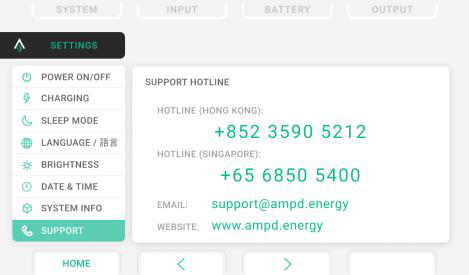 SYSTEM INPUT BATTERY OUTPUT
SETTINGS
POWER ON/OFF
CHARGING
SLEEP MODE
LANGUAGE / 語言
BRIGHTNESS
DATE & TIME
SYSTEM INFO
SUPPORT
SUPPORT HOTLINE
HOTLINE (HONG KONG):
+852 3590 5212
HOTLINE (SINGAPORE):
+65 6850 5400
EMAIL: support@ampd.energy
WEBSITE: www.ampd.energy
HOME < >